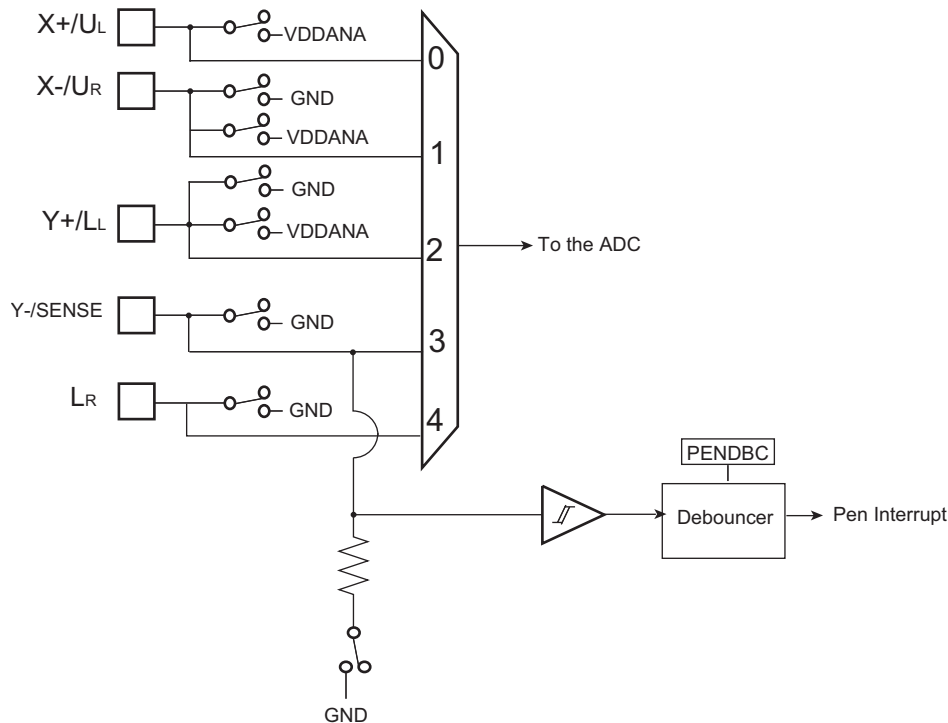 X+/UL
VDDANA
0
X-/UR
GND
VDDANA
1
GND
Y+/LL
VDDANA
2
To the ADC
Y-/SENSE
GND
3
LR
GND
4
PENDBC
Debouncer
Pen Interrupt
GND